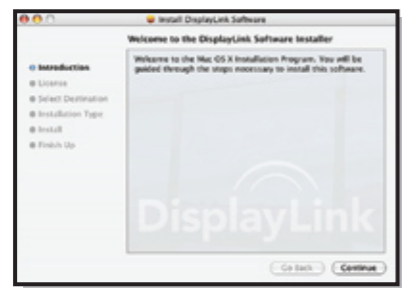 Install DisplayLink Software
Welcome to the DisplayLink Software Installer
Introduction
License
Select Destination
Installation Type
Install
Finish Up
Welcome to the Mac OS X Installation Program. You will be
guided through the steps necessary to install this software.
DisplayLink
Go Back
Continue